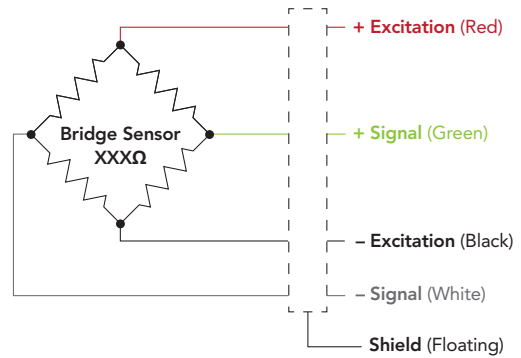 + Excitation (Red)
Bridge Sensor
XXXΩ
+ Signal (Green)
– Excitation (Black)
– Signal (White)
Shield (Floating)